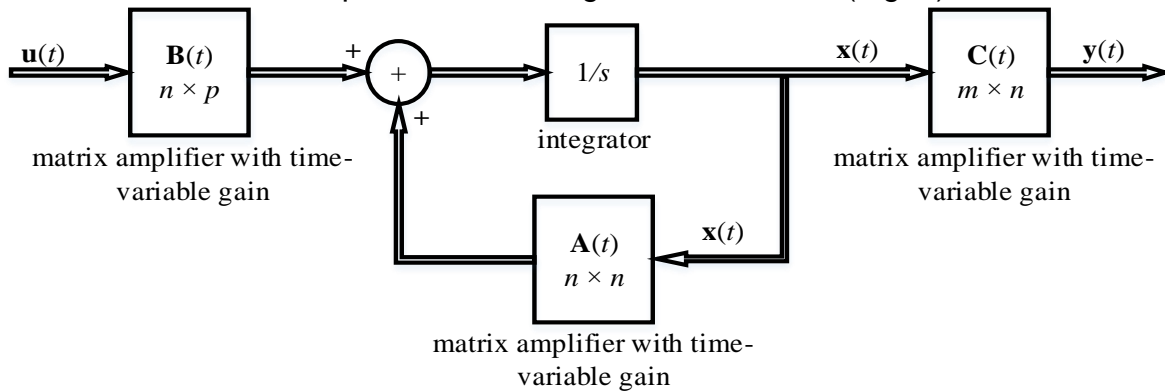 u(t)
B(t)
n × p
matrix amplifier with time-
variable gain
+
+
+
1/s
integrator
x(t)
C(t)
m × n
y(t)
matrix amplifier with time-
variable gain
A(t)
n × n
x(t)
matrix amplifier with time-
variable gain